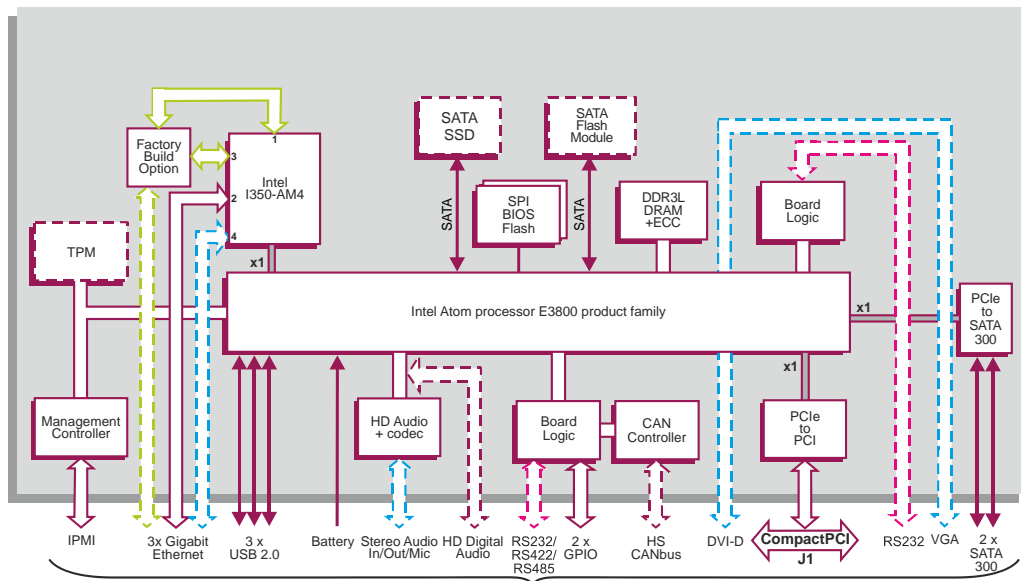 SATA
SSD
SATA
Flash
Module
Factory
Build
Option
1
3
2
4
Intel
I350-AM4
SATA
SPI
BIOS
Flash
SATA
DDR3L
DRAM
+ECC
Board
Logic
TPM
x1
Intel Atom processor E3800 product family
x1
PCIe
to
SATA
300
x1
Management
Controller
HD Audio
+ codec
Board
Logic
CAN
Controller
PCIe
to
PCI
IPMI
3x Gigabit
Ethernet
3 x
USB 2.0
Battery
Stereo Audio
In/Out/Mic
HD Digital
Audio
RS232/
RS422/
RS485
2 x
GPIO
HS
CANbus
DVI-D
CompactPCI
J1
RS232
VGA
2 x
SATA
300